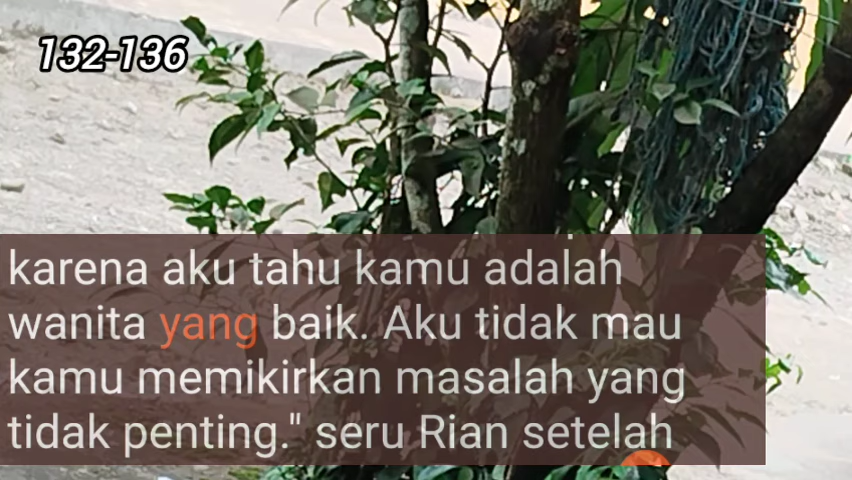 132-136
karena aku tahu kamu adalah
wanita yang baik. Aku tidak mau
kamu memikirkan masalah yang
tidak penting." seru Rian setelah